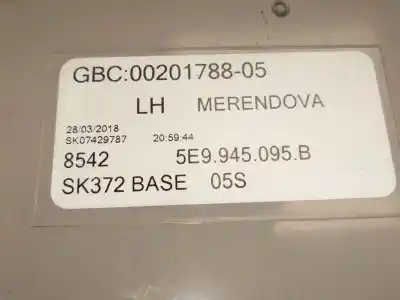 GBC:00201788-05
LH MERENDOVA
28/03/2018 20:59:44
SK07429787
8542 5E9.945.095.B
SK372 BASE 05S